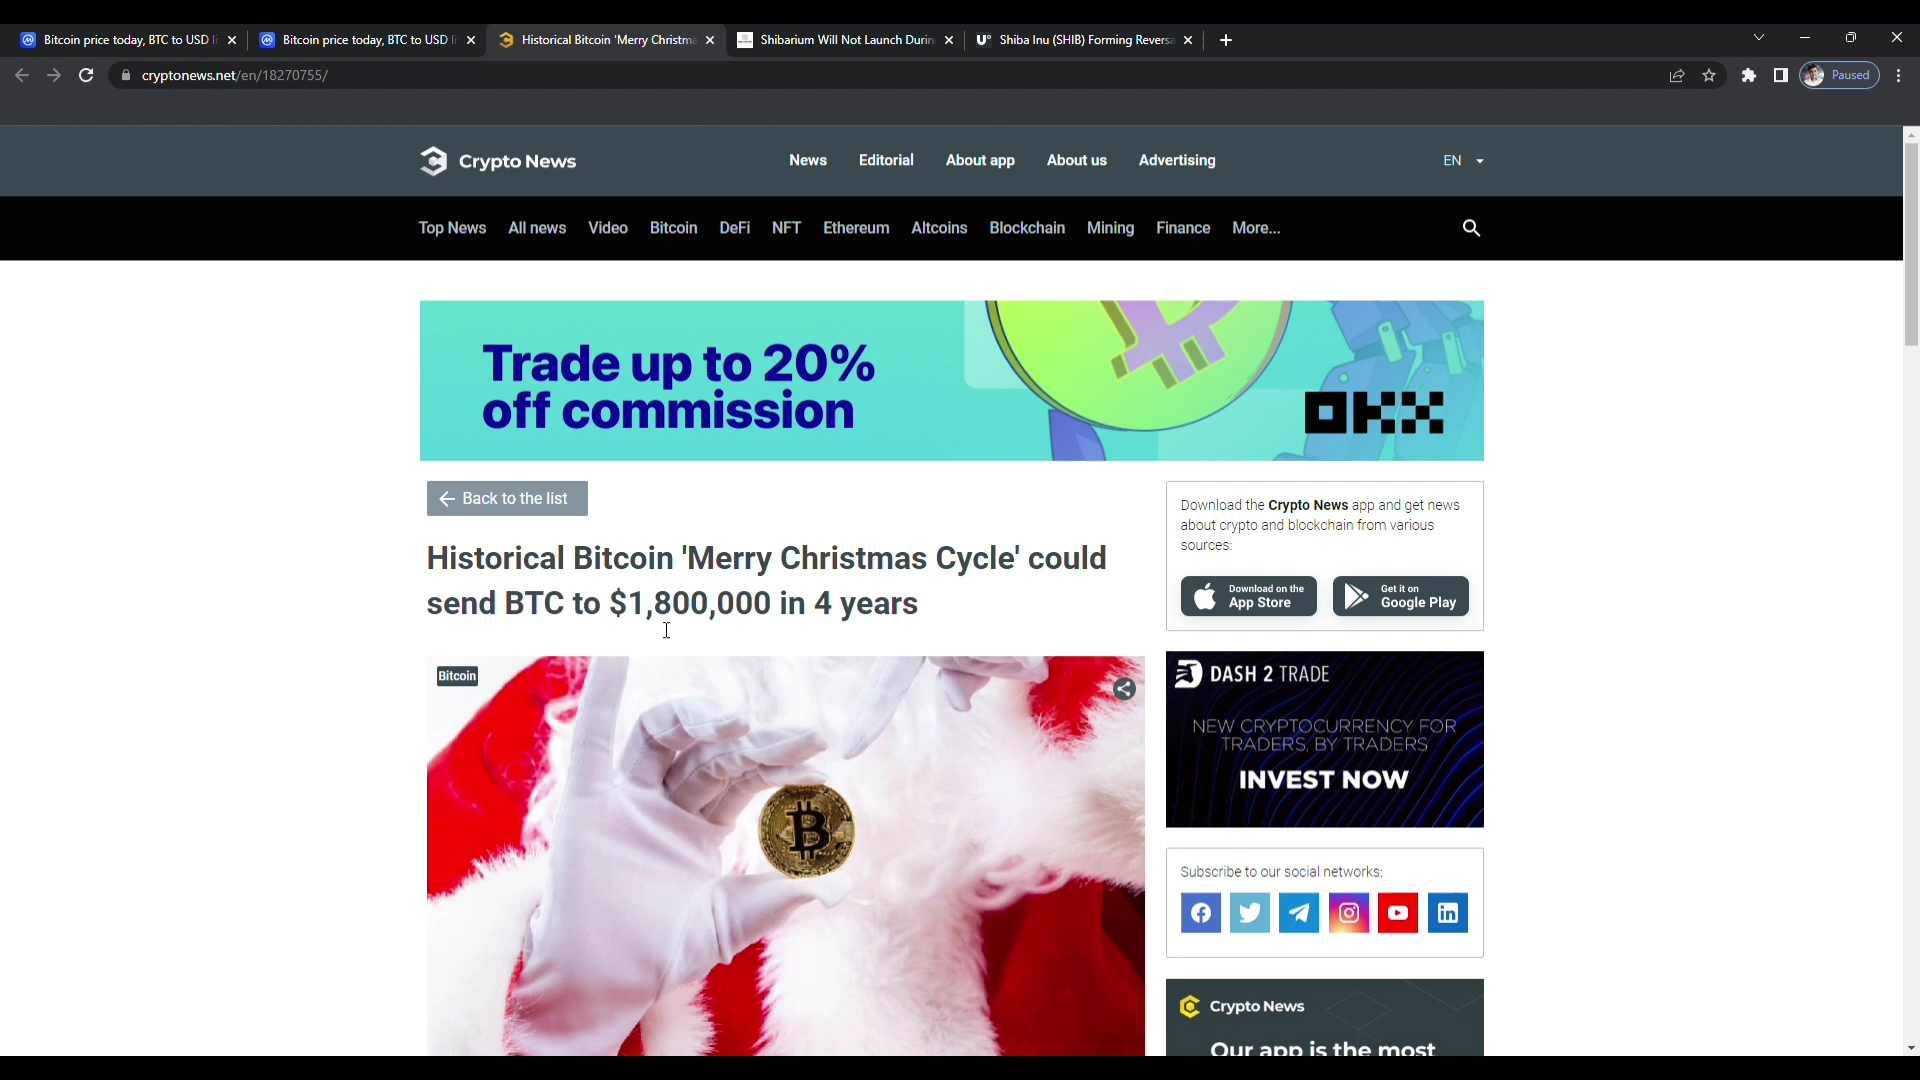 Bitcoin price today, BTC to USD li
Bitcoin price today, BTC to USD li
Historical Bitcoin 'Merry Christma
Shibarium Will Not Launch Durin
Shiba Inu (SHIB) Forming Revers
cryptonews.net/en/18270755/
Paused
Crypto News
News
Editorial
About app
About us
Advertising
EN
Top News
All news
Video
Bitcoin
DeFi
NFT
Ethereum
Altcoins
Blockchain
Mining
Finance
More...
Trade up to 20%
off commission
OKX
Back to the list
Historical Bitcoin 'Merry Christmas Cycle' could
send BTC to $1,800,000 in 4 years
Bitcoin
Download the Crypto News app and get news
about crypto and blockchain from various
sources:
Download on the
App Store
Get it on
Google Play
DASH 2 TRADE
NEW CRYPTOCURRENCY FOR
TRADERS, BY TRADERS
INVEST NOW
Subscribe to our social networks:
Crypto News
Our app is the most